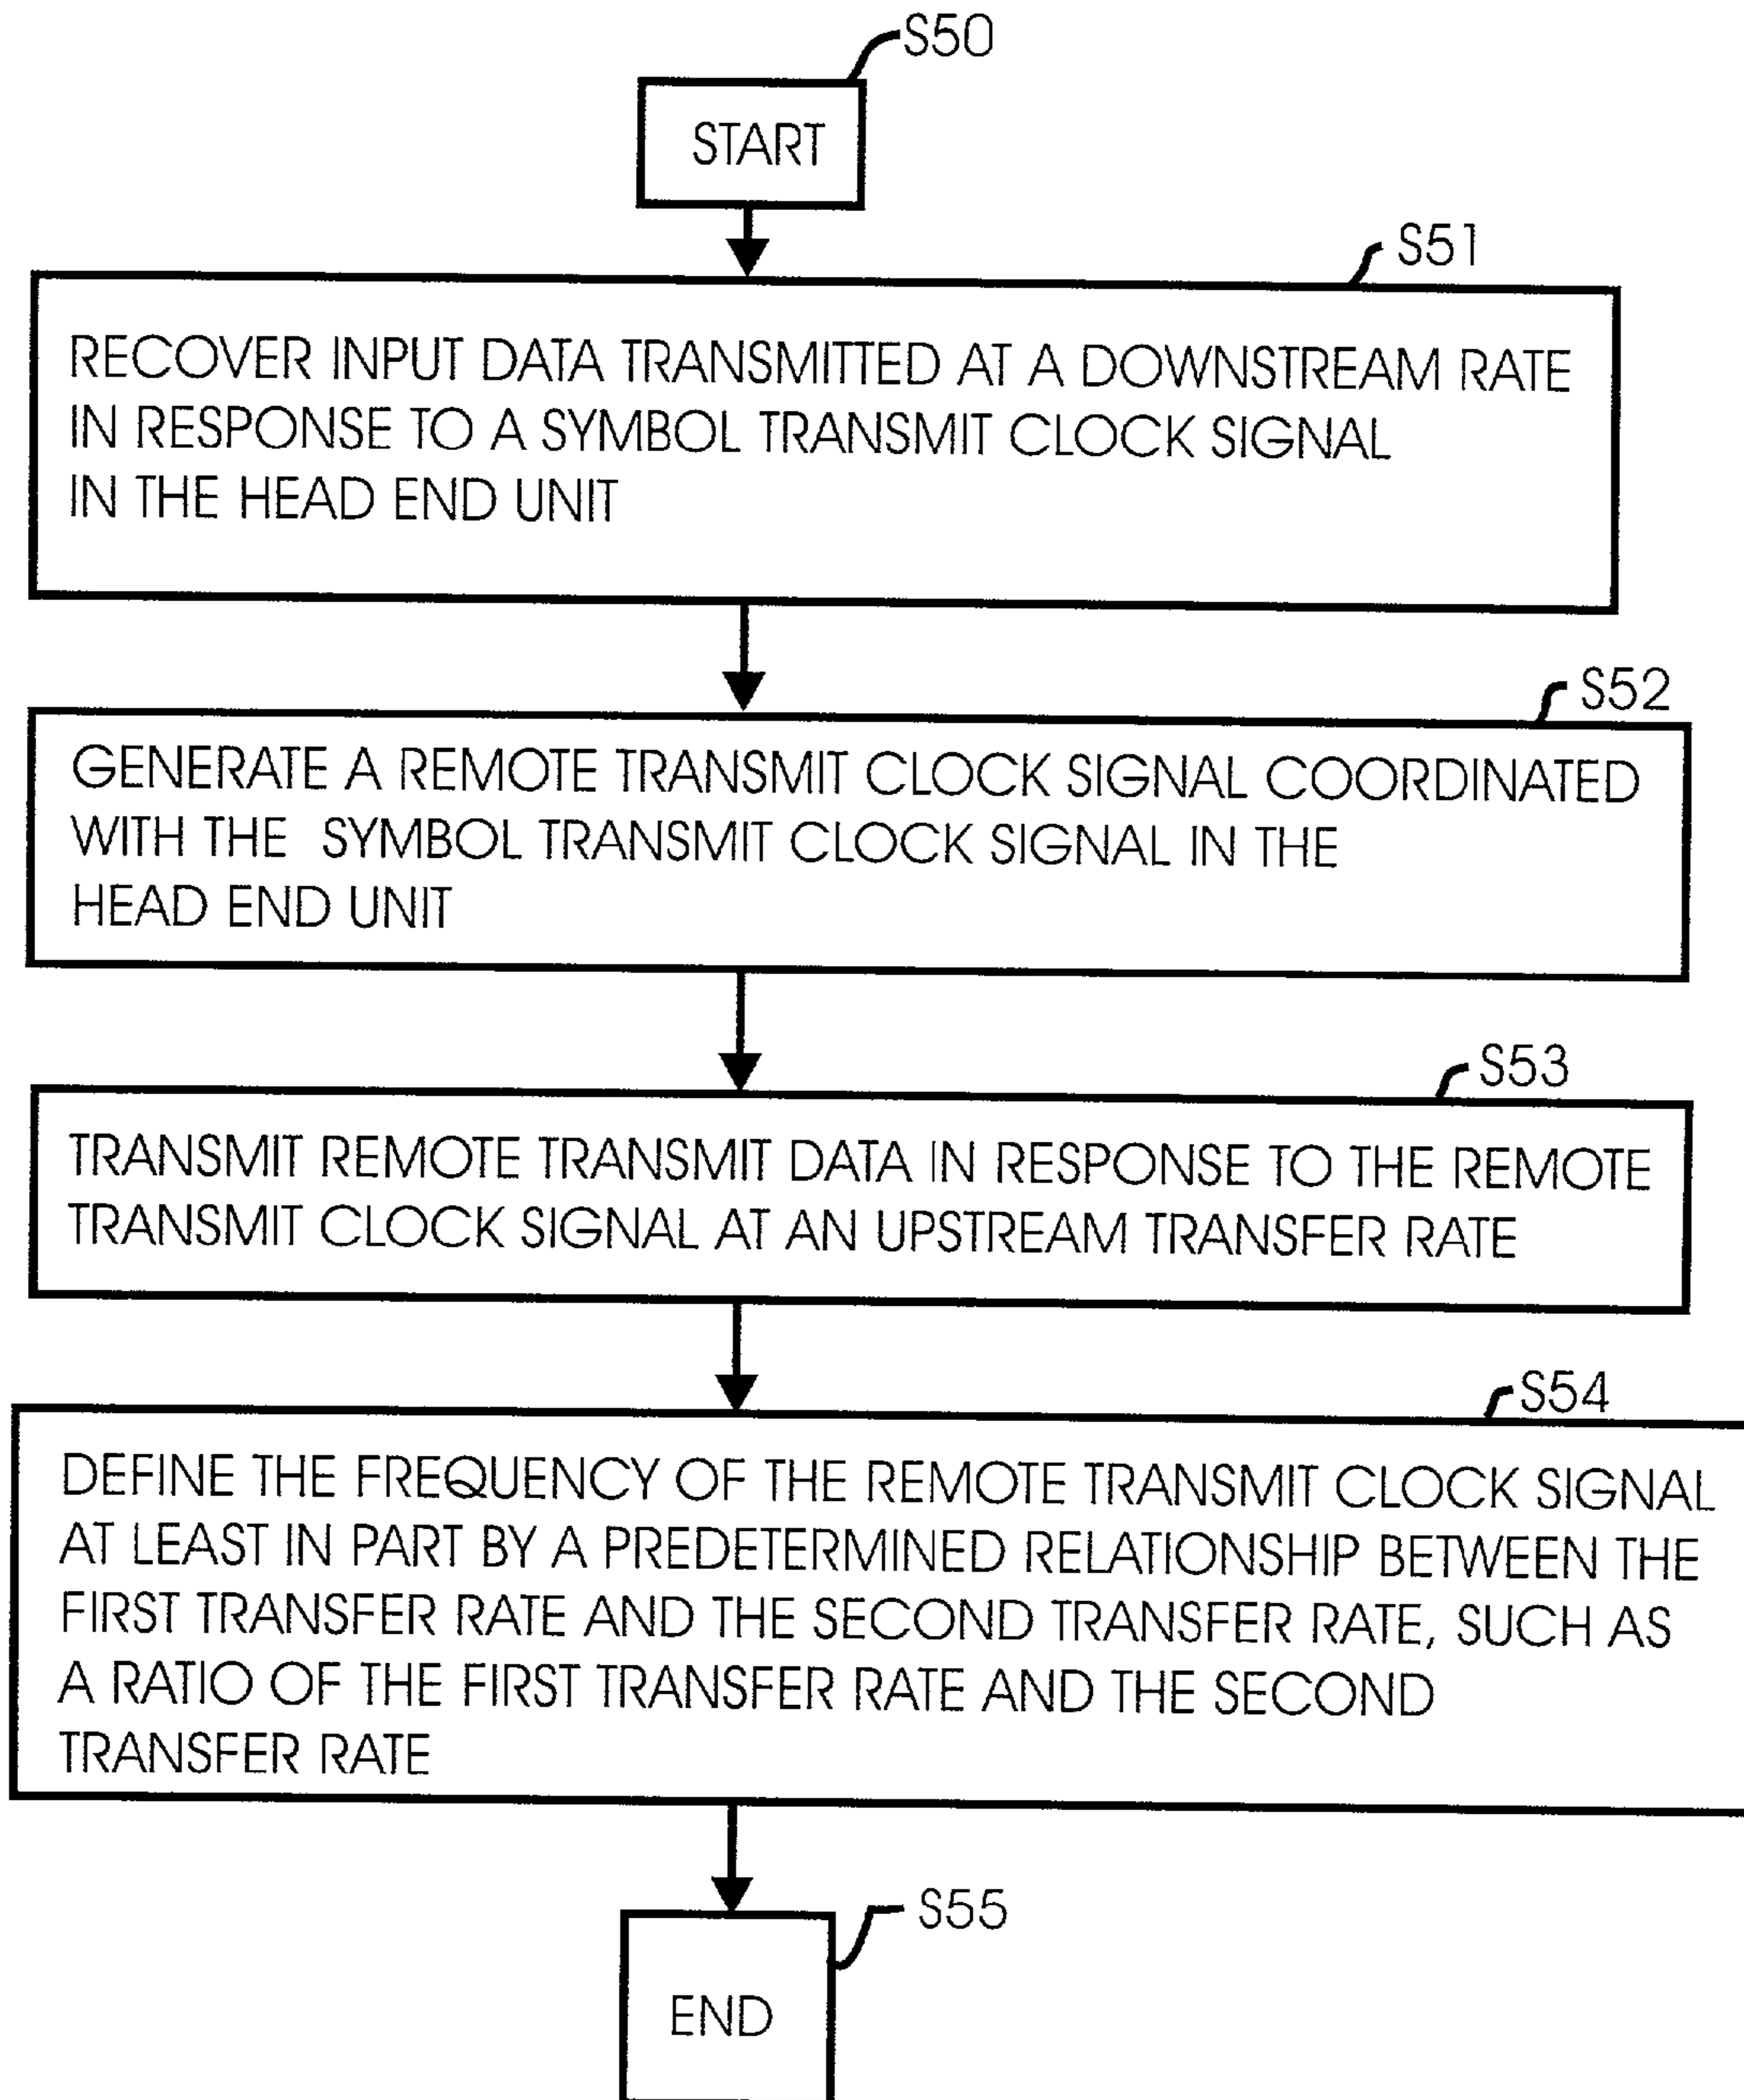 S50
START
S51
RECOVER INPUT DATA TRANSMITTED AT A DOWNSTREAM RATE
IN RESPONSE TO A SYMBOL TRANSMIT CLOCK SIGNAL
IN THE HEAD END UNIT
S52
GENERATE A REMOTE TRANSMIT CLOCK SIGNAL COORDINATED
WITH THE SYMBOL TRANSMIT CLOCK SIGNAL IN THE
HEAD END UNIT
S53
TRANSMIT REMOTE TRANSMIT DATA IN RESPONSE TO THE REMOTE
TRANSMIT CLOCK SIGNAL AT AN UPSTREAM TRANSFER RATE
S54
DEFINE THE FREQUENCY OF THE REMOTE TRANSMIT CLOCK SIGNAL
AT LEAST IN PART BY A PREDETERMINED RELATIONSHIP BETWEEN THE
FIRST TRANSFER RATE AND THE SECOND TRANSFER RATE, SUCH AS
A RATIO OF THE FIRST TRANSFER RATE AND THE SECOND
TRANSFER RATE
S55
END